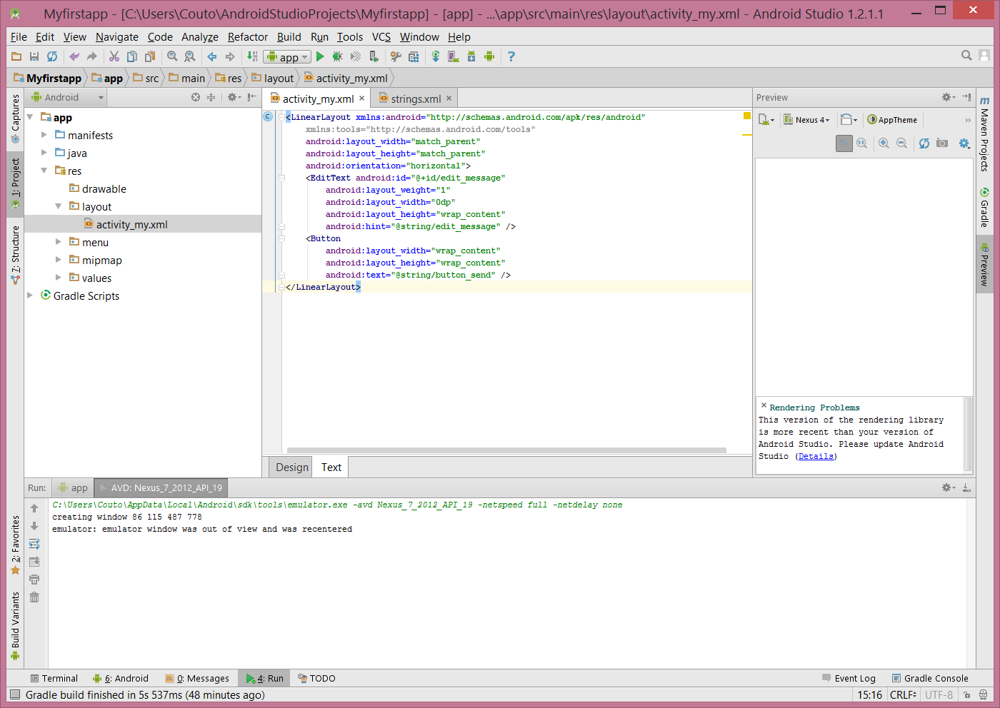 Myfirstapp - [C:\Users\Couto\AndroidStudioProjects\Myfirstapp] - [app] - ...\app\src\main\res\layout\activity_my.xml - Android Studio 1.2.1.1
File Edit View Navigate Code Analyze Refactor Build Run Tools VCS Window Help
app
Myfirstapp app src main res layout activity_my.xml
Captures
1: Project
7: Structure
2: Favorites
Build Variants
Android
app
manifests
java
res
drawable
layout
activity_my.xml
menu
mipmap
values
Gradle Scripts
activity_my.xml strings.xml
<LinearLayout xmlns:android="http://schemas.android.com/apk/res/android"
xmlns:tools="http://schemas.android.com/tools"
android:layout_width="match_parent"
android:layout_height="match_parent"
android:orientation="horizontal">
<EditText android:id="@+id/edit_message"
android:layout_weight="1"
android:layout_width="0dp"
android:layout_height="wrap_content"
android:hint="@string/edit_message" />
<Button
android:layout_width="wrap_content"
android:layout_height="wrap_content"
android:text="@string/button_send" />
</LinearLayout>
Design Text
Preview
Nexus 4 AppTheme
Rendering Problems
This version of the rendering library
is more recent than your version of
Android Studio. Please update Android
Studio (Details)
Maven Projects
Gradle
Preview
Run: app AVD: Nexus_7_2012_API_19
C:\Users\Couto\AppData\Local\Android\sdk\tools\emulator.exe -avd Nexus_7_2012_API_19 -netspeed full -netdelay none
creating window 86 115 487 778
emulator: emulator window was out of view and was recentered
Terminal 6: Android 0: Messages 4: Run TODO Event Log Gradle Console
Gradle build finished in 5s 537ms (48 minutes ago) 15:16 CRLF UTF-8